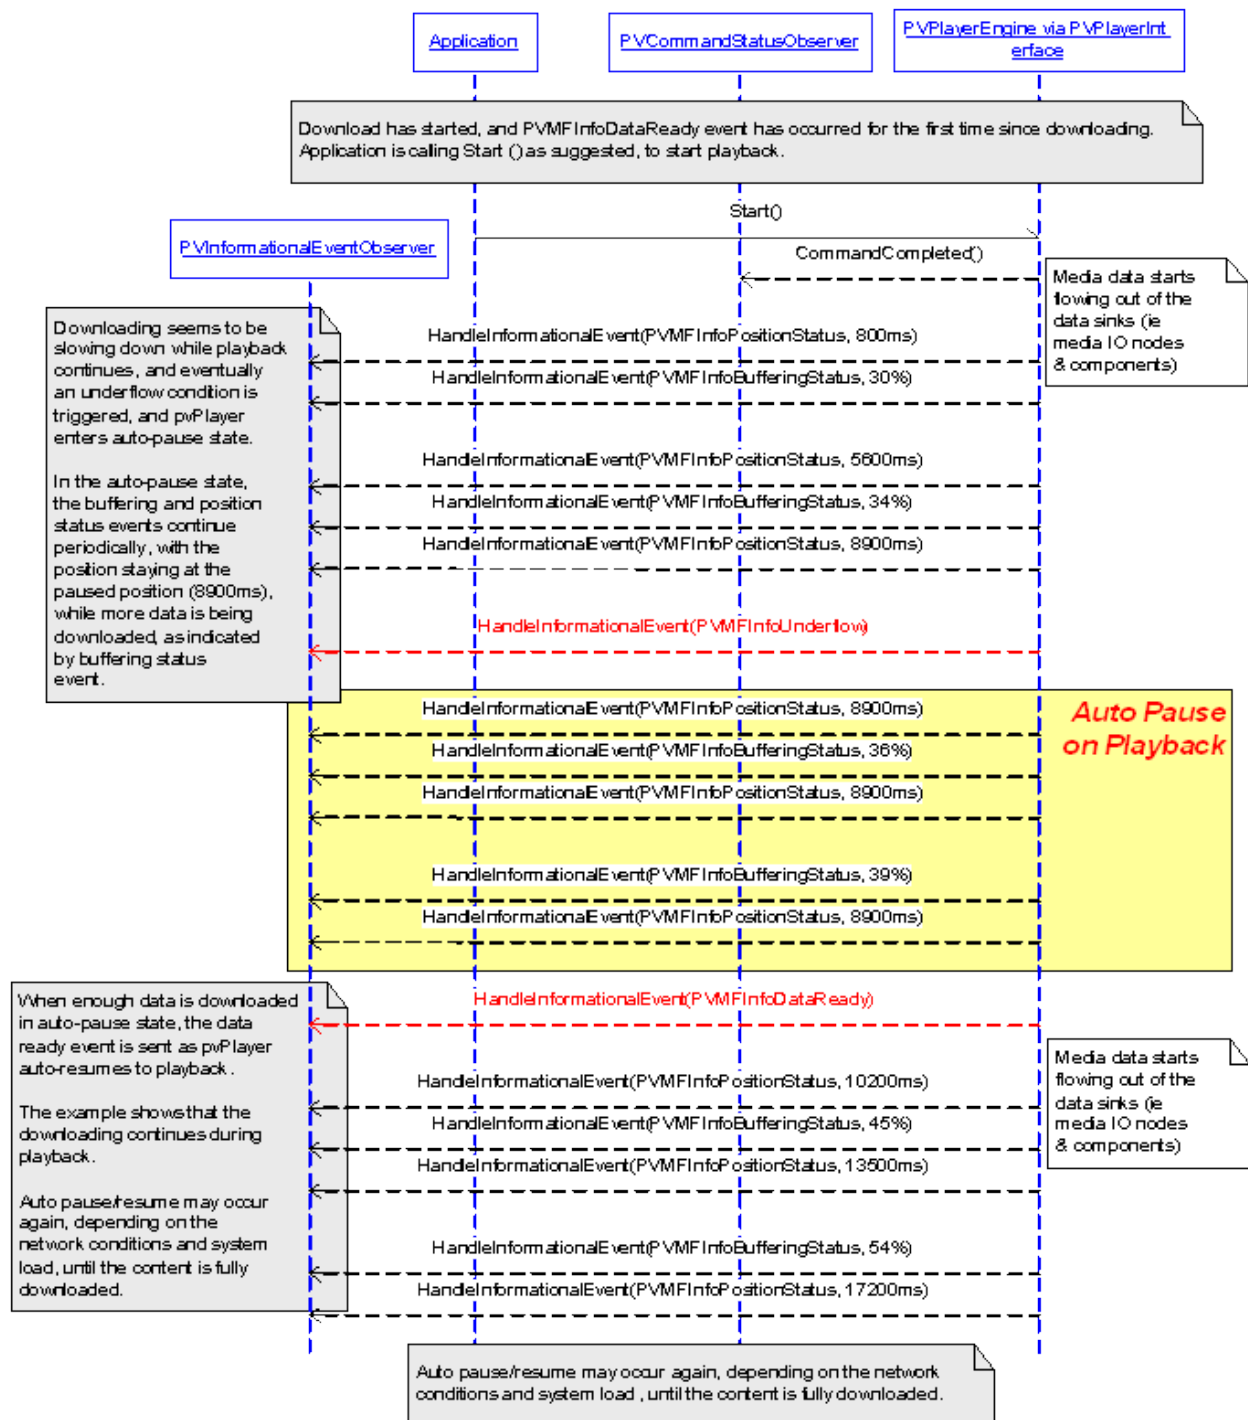 Application
PVCommandStatusObserver
PVPlayerEngine via PVPlayerInt
erface
Download has started, and PVMFInfoDataReady event has occurred for the first time since downloading.
Application is calling Start () as suggested, to start playback.
Start()
PVInformationalEventObserver
CommandCompleted()
Media data starts
flowing out of the
data sinks (ie
media IO nodes
& components)
Downloading seems to be
slowing down while playback
continues, and eventually
an underflow condition is
triggered, and pvPlayer
enters auto-pause state.
In the auto-pause state,
the buffering and position
status events continue
periodically, with the
position staying at the
paused position (8900ms),
while more data is being
downloaded, as indicated
by buffering status
event.
HandleInformationalEvent(PVMFInfoPositionStatus, 800ms)
HandleInformationalEvent(PVMFInfoBufferingStatus, 30%)
HandleInformationalEvent(PVMFInfoPositionStatus, 5600ms)
HandleInformationalEvent(PVMFInfoBufferingStatus, 34%)
HandleInformationalEvent(PVMFInfoPositionStatus, 8900ms)
HandleInformationalEvent(PVMFInfoUnderflow)
Auto Pause
on Playback
HandleInformationalEvent(PVMFInfoPositionStatus, 8900ms)
HandleInformationalEvent(PVMFInfoBufferingStatus, 36%)
HandleInformationalEvent(PVMFInfoPositionStatus, 8900ms)
HandleInformationalEvent(PVMFInfoBufferingStatus, 39%)
HandleInformationalEvent(PVMFInfoPositionStatus, 8900ms)
When enough data is downloaded
in auto-pause state, the data
ready event is sent as pvPlayer
auto-resumes to playback.
The example shows that the
downloading continues during
playback.
Auto pause/resume may occur
again, depending on the
network conditions and system
load, until the content is fully
downloaded.
HandleInformationalEvent(PVMFInfoDataReady)
Media data starts
flowing out of the
data sinks (ie
media IO nodes
& components)
HandleInformationalEvent(PVMFInfoPositionStatus, 10200ms)
HandleInformationalEvent(PVMFInfoBufferingStatus, 45%)
HandleInformationalEvent(PVMFInfoPositionStatus, 13500ms)
HandleInformationalEvent(PVMFInfoBufferingStatus, 54%)
HandleInformationalEvent(PVMFInfoPositionStatus, 17200ms)
Auto pause/resume may occur again, depending on the network
conditions and system load , until the content is fully downloaded.